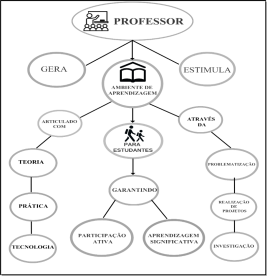 PROFESSOR
GERA
ESTIMULA
AMBIENTE DE
APRENDIZAGEM
ARTICULADO
COM
ATRAVÉS
DA
PARA
ESTUDANTES
TEORIA
PROBLEMATIZAÇÃO
GARANTINDO
PRÁTICA
REALIZAÇÃO
DE
PROJETOS
PARTICIPAÇÃO
ATIVA
APRENDIZAGEM
SIGNIFICATIVA
TECNOLOGIA
INVESTIGAÇÃO